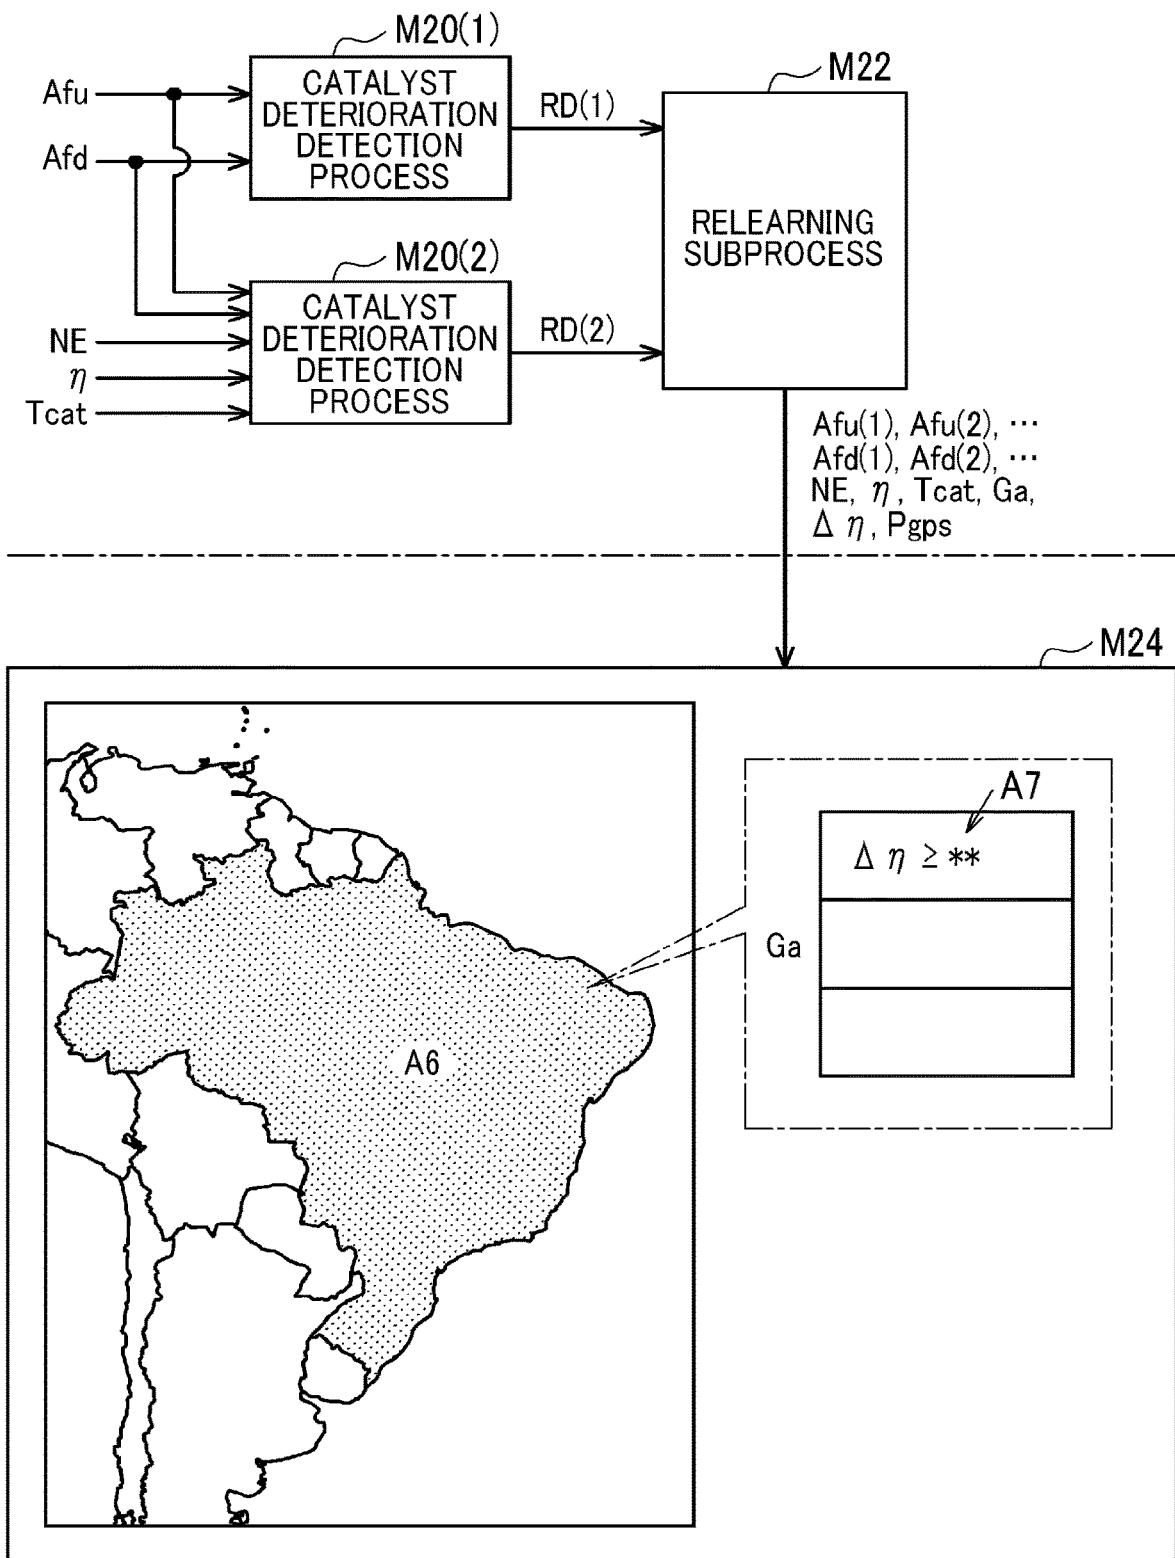 M20(1)
M22
Afu
Afd
CATALYST
DETERIORATION
DETECTION
PROCESS
RD(1)
RELEARNING
SUBPROCESS
M20(2)
NE
η
Tcat
CATALYST
DETERIORATION
DETECTION
PROCESS
RD(2)
Afu(1), Afu(2), ⋯
Afd(1), Afd(2), ⋯
NE, η, Tcat, Ga,
Δ η, Pgps
M24
A7
Δ η ≥ **
Ga
A6